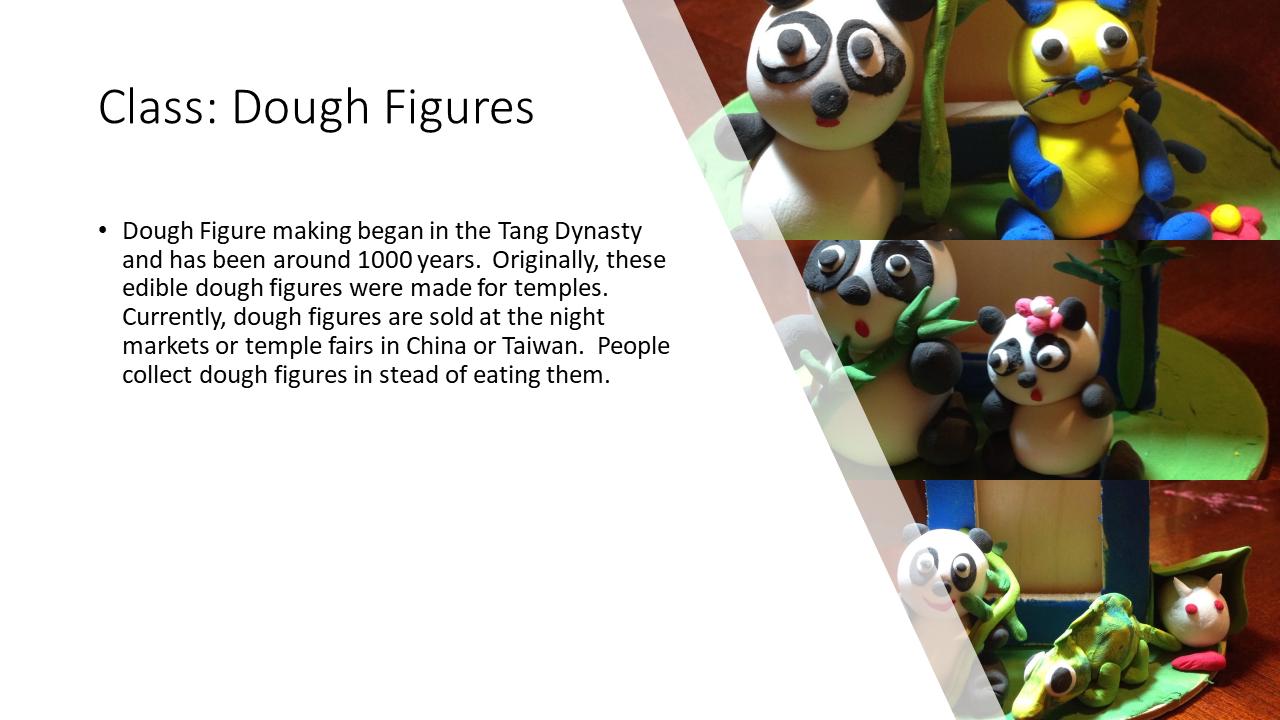 Class: Dough Figures
• Dough Figure making began in the Tang Dynasty
and has been around 1000 years.  Originally, these
edible dough figures were made for temples.
Currently, dough figures are sold at the night
markets or temple fairs in China or Taiwan.  People
collect dough figures in stead of eating them.